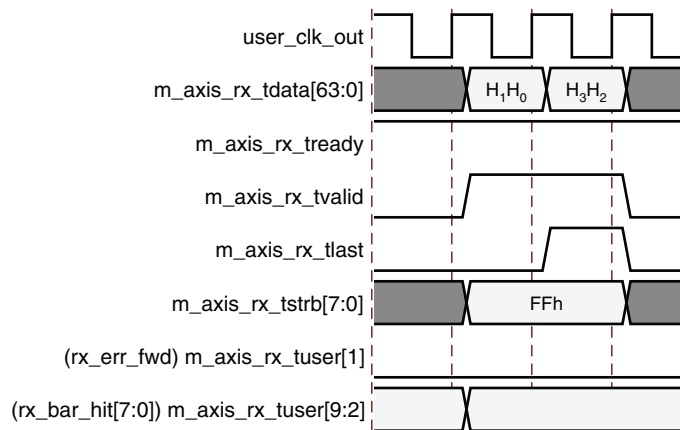 user_clk_out
m_axis_rx_tdata[63:0] H₁H₀ H₃H₂
m_axis_rx_tready
m_axis_rx_tvalid
m_axis_rx_tlast
m_axis_rx_tstrb[7:0] FFh
(rx_err_fwd) m_axis_rx_tuser[1]
(rx_bar_hit[7:0]) m_axis_rx_tuser[9:2]